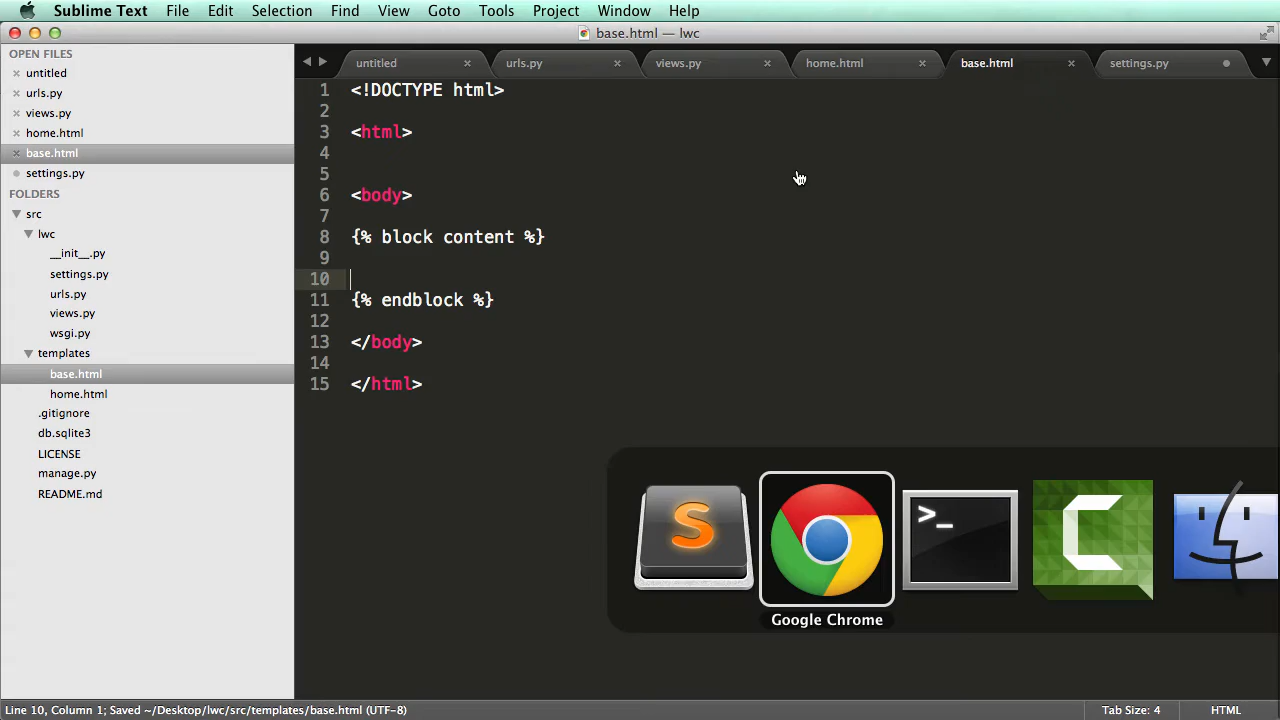 Sublime Text File Edit Selection Find View Goto Tools Project Window Help
base.html — lwc
OPEN FILES
untitled
urls.py
views.py
home.html
base.html
settings.py
FOLDERS
src
lwc
__init__.py
settings.py
urls.py
views.py
wsgi.py
templates
base.html
home.html
.gitignore
db.sqlite3
LICENSE
manage.py
README.md
untitled urls.py views.py home.html base.html settings.py
1 <!DOCTYPE html>
2
3 <html>
4
5
6 <body>
7
8 {% block content %}
9
10
11 {% endblock %}
12
13 </body>
14
15 </html>
S >_ C
Google Chrome
Line 10, Column 1; Saved ~/Desktop/lwc/src/templates/base.html (UTF-8) Tab Size: 4 HTML